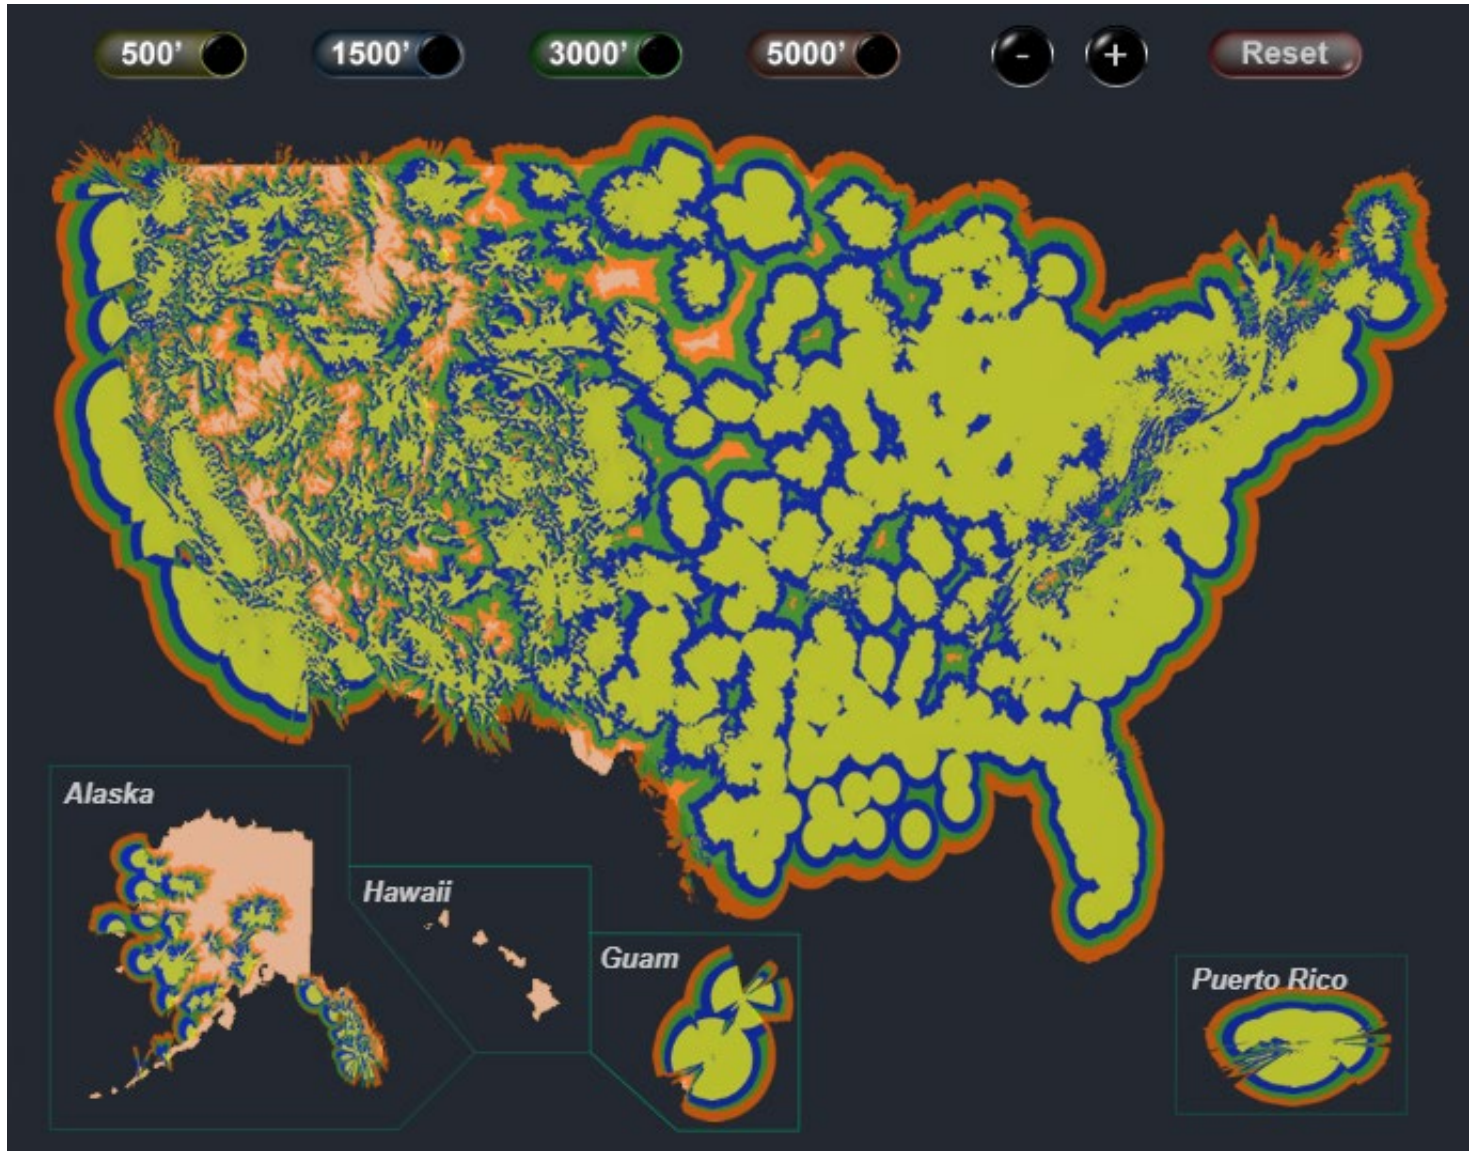 500’ 1500’ 3000’ 5000’ - + Reset
Alaska
Hawaii
Guam
Puerto Rico